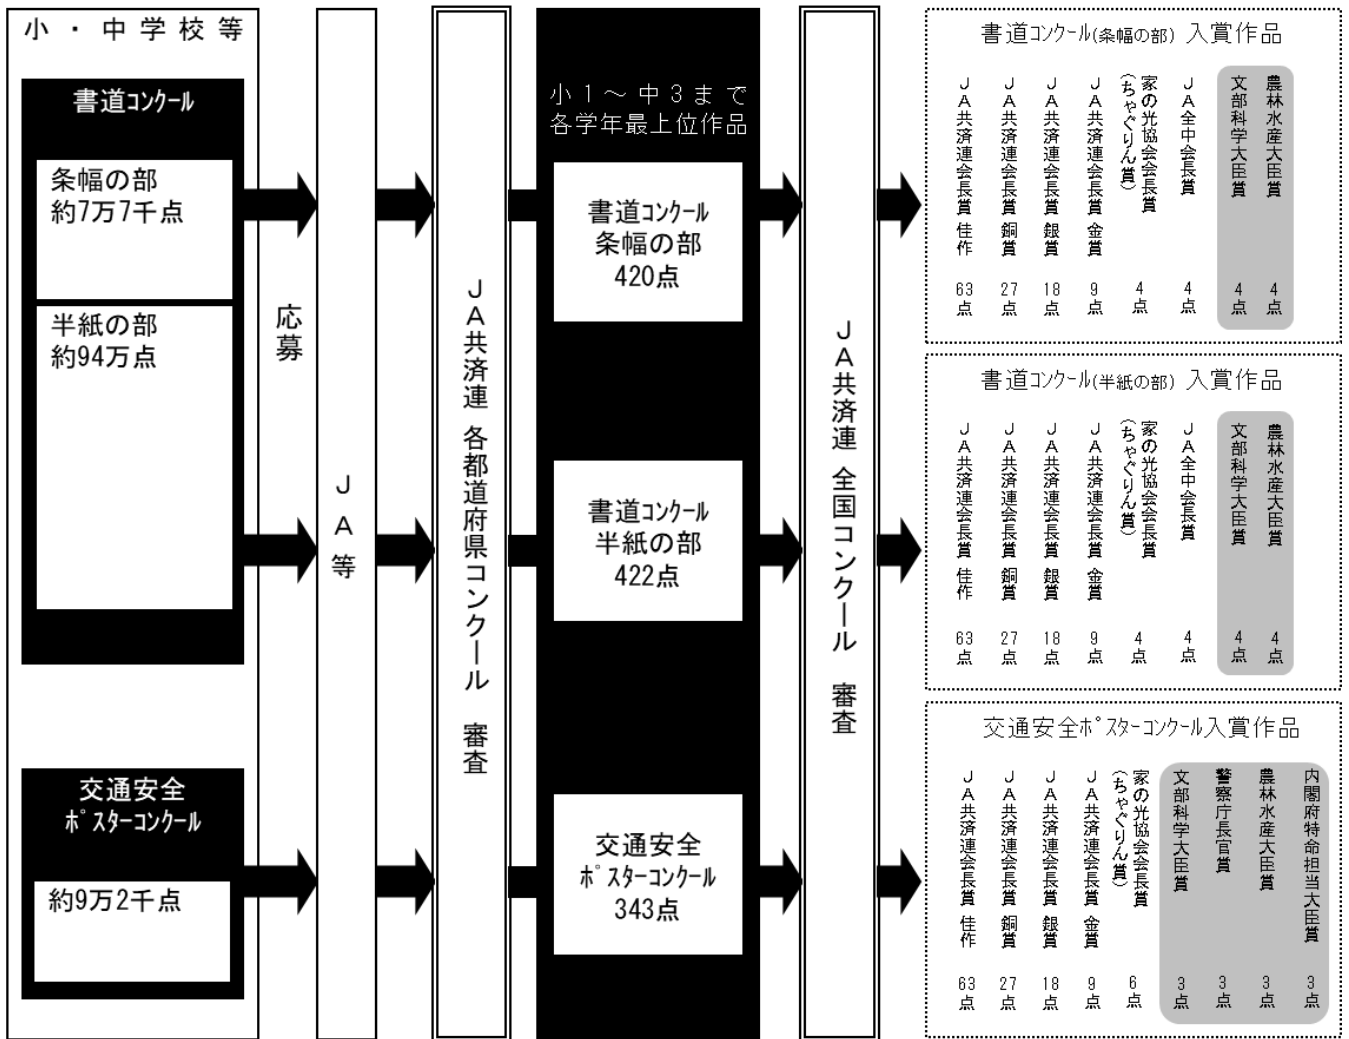 小・中学校等
書道コンクール
条幅の部
約7万7千点
半紙の部
約94万点
交通安全
ポスターコンクール
約9万2千点
応募
JA等
JA共済連 各都道府県コンクール 審査
小1~中3まで
各学年最上位作品
書道コンクール
条幅の部
420点
書道コンクール
半紙の部
422点
交通安全
ポスターコンクール
343点
JA共済連 全国コンクール 審査
書道コンクール(条幅の部) 入賞作品
農林水産大臣賞 4点
文部科学大臣賞 4点
JA全中会長賞 4点
家の光協会会長賞
(ちゃぐりん賞) 4点
JA共済連会長賞 金賞 9点
JA共済連会長賞 銀賞 18点
JA共済連会長賞 銅賞 27点
JA共済連会長賞 佳作 63点
書道コンクール(半紙の部) 入賞作品
農林水産大臣賞 4点
文部科学大臣賞 4点
JA全中会長賞 4点
家の光協会会長賞
(ちゃぐりん賞) 4点
JA共済連会長賞 金賞 9点
JA共済連会長賞 銀賞 18点
JA共済連会長賞 銅賞 27点
JA共済連会長賞 佳作 63点
交通安全ポスターコンクール入賞作品
内閣府特命担当大臣賞 3点
農林水産大臣賞 3点
警察庁長官賞 3点
文部科学大臣賞 3点
家の光協会会長賞
(ちゃぐりん賞) 6点
JA共済連会長賞 金賞 9点
JA共済連会長賞 銀賞 18点
JA共済連会長賞 銅賞 27点
JA共済連会長賞 佳作 63点